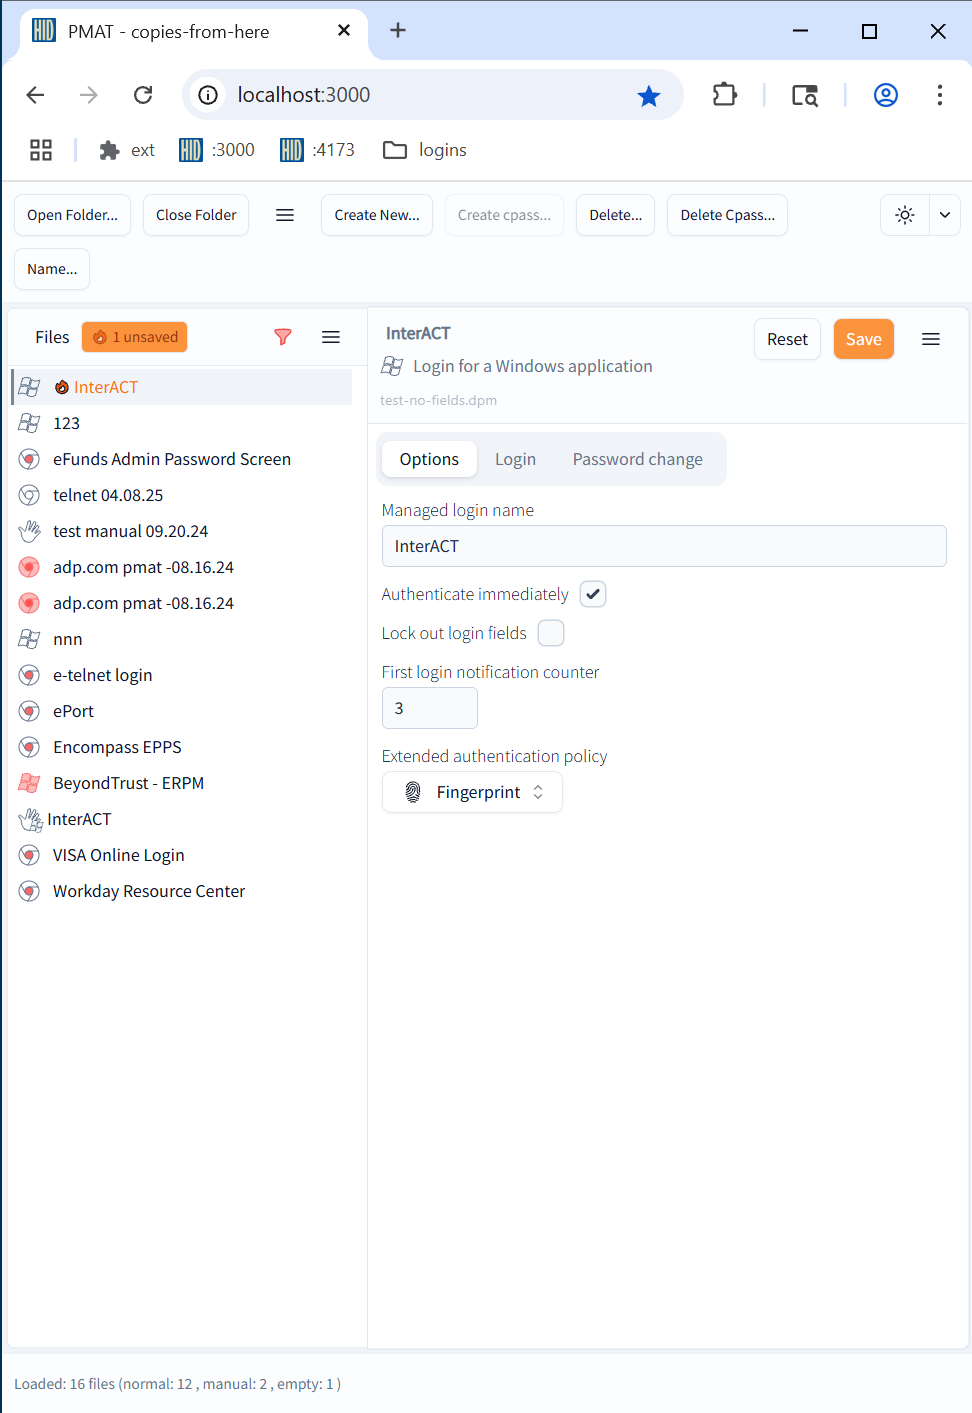 HID PMAT - copies-from-here
localhost:3000
ext HID :3000 HID :4173 logins
Open Folder... Close Folder Create New... Create cpass... Delete... Delete Cpass...
Name...
Files 1 unsaved
InterACT
123
eFunds Admin Password Screen
telnet 04.08.25
test manual 09.20.24
adp.com pmat -08.16.24
adp.com pmat -08.16.24
nnn
e-telnet login
ePort
Encompass EPPS
BeyondTrust - ERPM
InterACT
VISA Online Login
Workday Resource Center
InterACT
Login for a Windows application
test-no-fields.dpm
Reset Save
Options Login Password change
Managed login name
InterACT
Authenticate immediately
Lock out login fields
First login notification counter
3
Extended authentication policy
Fingerprint
Loaded: 16 files (normal: 12 , manual: 2 , empty: 1 )